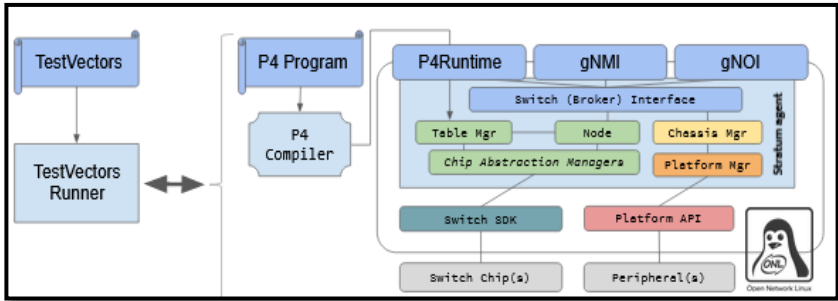 TestVectors
P4 Program
P4Runtime
gNMI
gNOI
Switch (Broker) Interface
P4
Compiler
Table Mgr
Node
Chassis Mgr
Chip Abstraction Managers
Platform Mgr
Stratum agent
TestVectors
Runner
Switch SDK
Platform API
Switch Chip(s)
Peripheral(s)
ONL
Open Network Linux